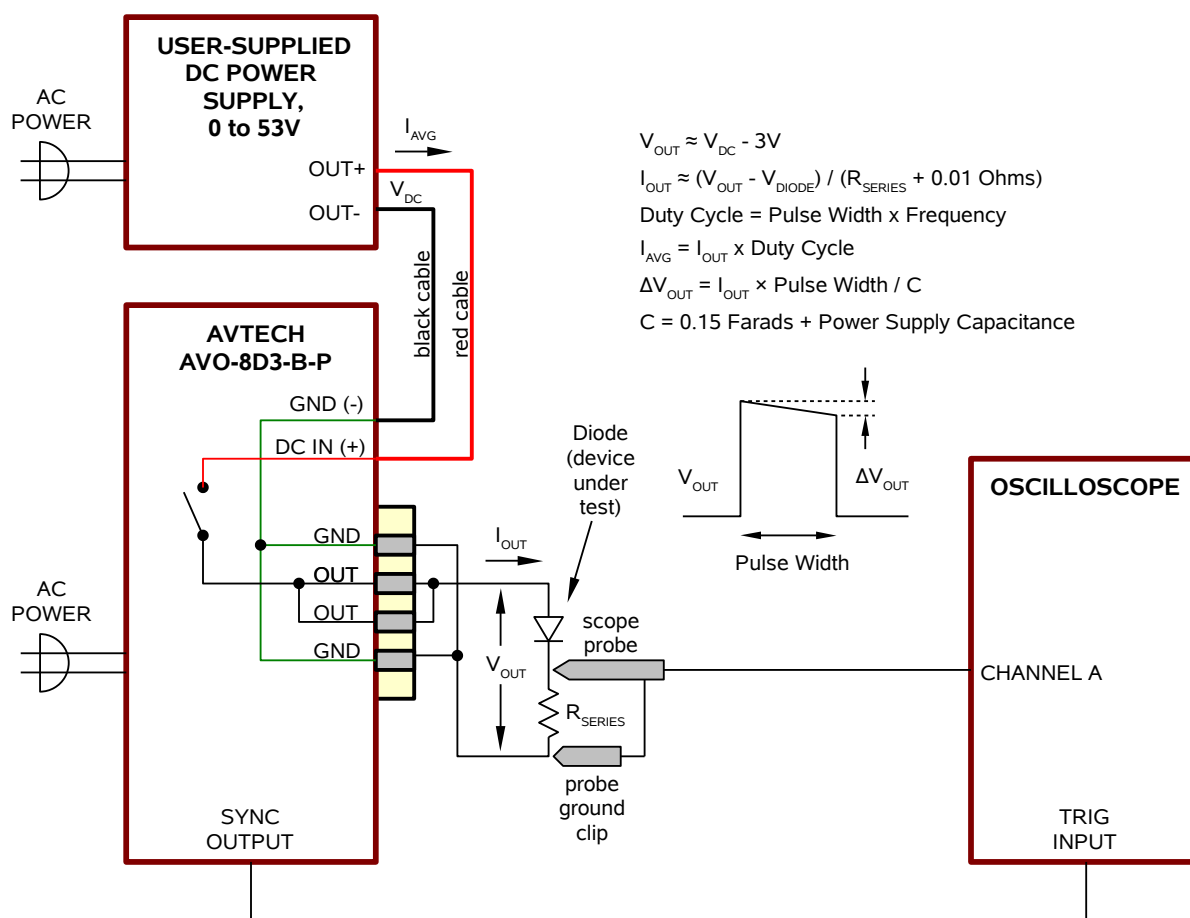 USER-SUPPLIED
DC POWER
SUPPLY,
0 to 53V
AC
POWER
OUT+
OUT-
I_AVG
V_DC
black cable
red cable
V_OUT ≈ V_DC - 3V
I_OUT ≈ (V_OUT - V_DIODE) / (R_SERIES + 0.01 Ohms)
Duty Cycle = Pulse Width x Frequency
I_AVG = I_OUT x Duty Cycle
ΔV_OUT = I_OUT × Pulse Width / C
C = 0.15 Farads + Power Supply Capacitance
AVTECH
AVO-8D3-B-P
GND (-)
DC IN (+)
GND
OUT
OUT
GND
AC
POWER
SYNC
OUTPUT
I_OUT
V_OUT
Diode
(device
under
test)
scope
probe
R_SERIES
probe
ground
clip
V_OUT
ΔV_OUT
Pulse Width
OSCILLOSCOPE
CHANNEL A
TRIG
INPUT